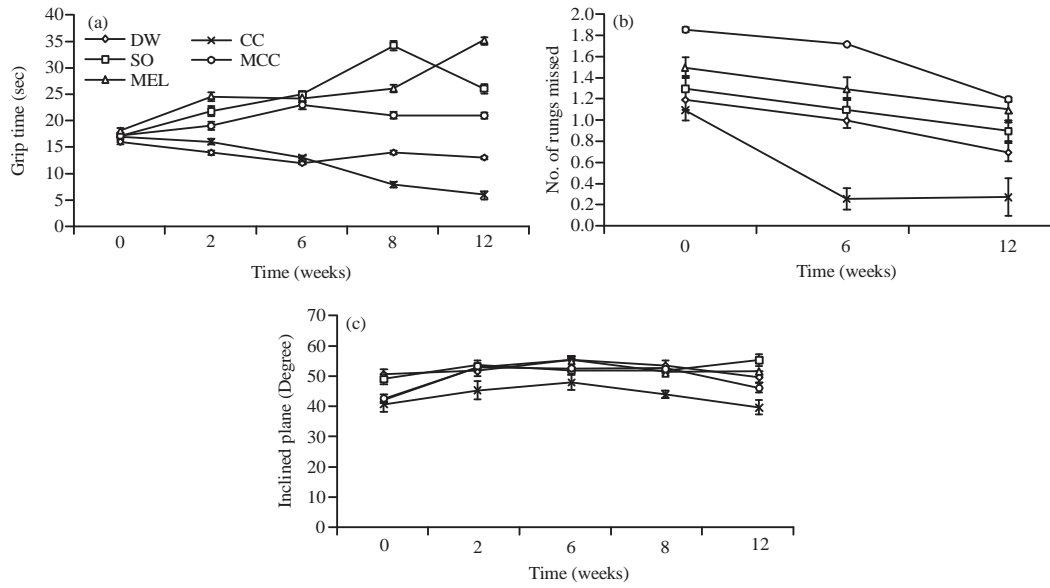 (a)
DW
SO
MEL
CC
MCC
Grip time (sec)
40
35
30
25
20
15
10
5
0
0 2 6 8 12
Time (weeks)
(b)
No. of rungs missed
2.0
1.8
1.6
1.4
1.2
1.0
0.8
0.6
0.4
0.2
0.0
0 6 12
Time (weeks)
(c)
Inclined plane (Degree)
70
60
50
40
30
20
10
0
0 2 6 8 12
Time (weeks)